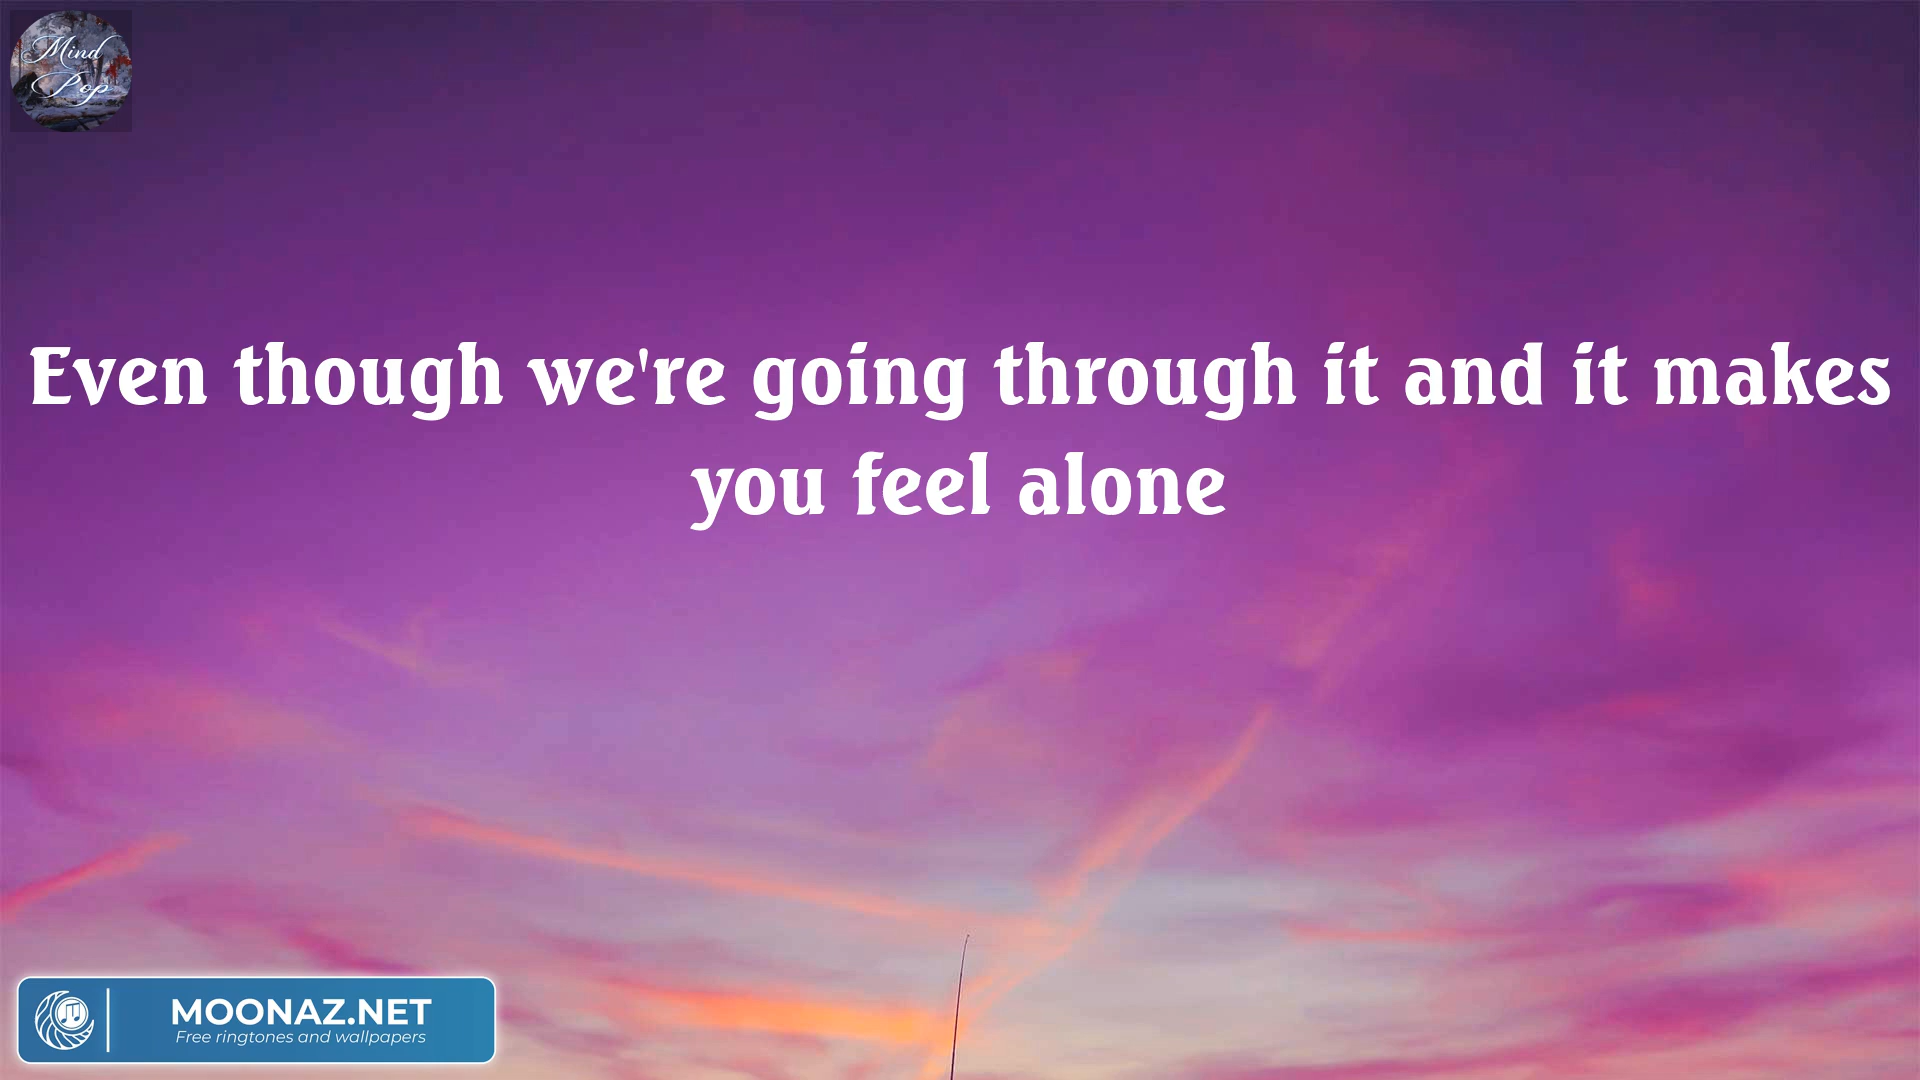 Mind
Pop
Even though we're going through it and it makes
you feel alone
MOONAZ.NET
Free ringtones and wallpapers